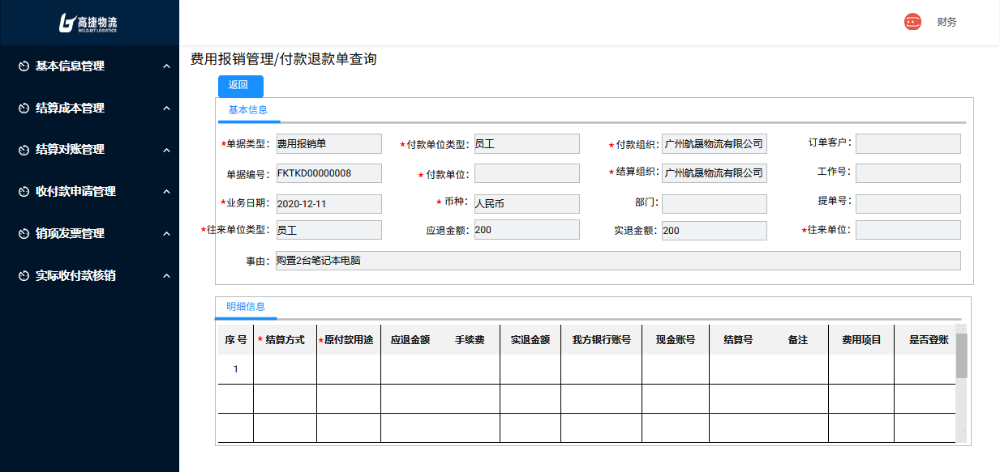 高捷物流
GOLDJET LOGISTICS
财务
基本信息管理
结算成本管理
结算对账管理
收付款申请管理
销项发票管理
实际收付款核销
费用报销管理/付款退款单查询
返回
基本信息
*单据类型: 费用报销单 *付款单位类型: 员工 *付款组织: 广州航晟物流有限公司 订单客户:
单据编号: FKTKD00000008 *付款单位: *结算组织: 广州航晟物流有限公司 工作号:
*业务日期: 2020-12-11 *币种: 人民币 部门: 提单号:
*往来单位类型: 员工 应退金额: 200 实退金额: 200 *往来单位:
事由: 购置2台笔记本电脑
明细信息
序号 *结算方式 *原付款用途 应退金额 手续费 实退金额 我方银行账号 现金账号 结算号 备注 费用项目 是否登账
1